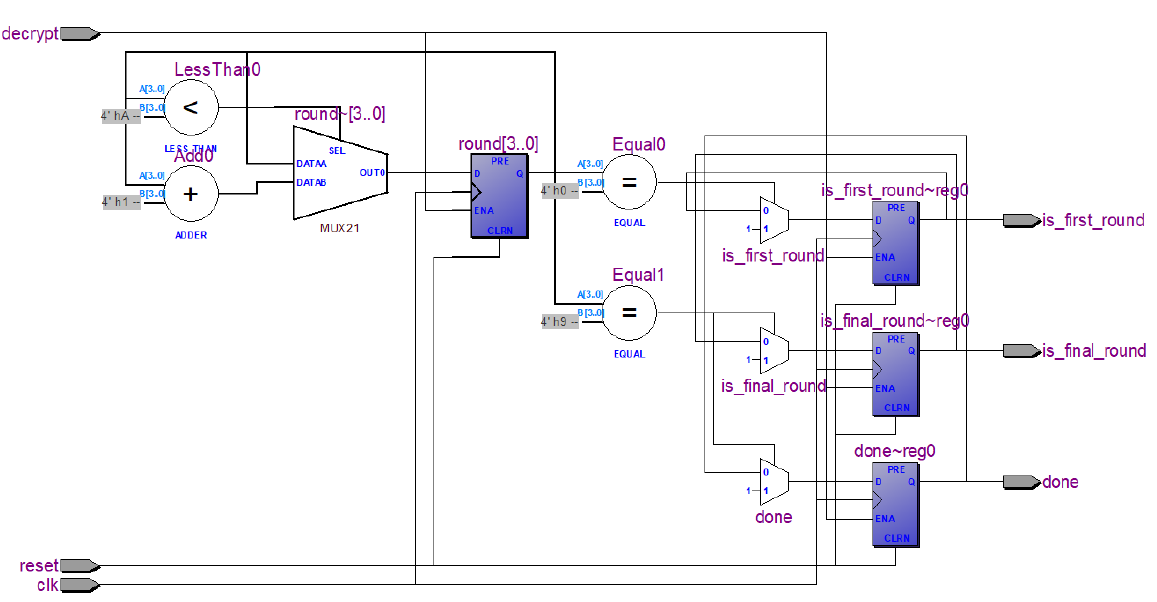 decrypt
LessThan0
A[3..0]
B[3..0]
4' hA --
<
LESS_THAN
Add0
A[3..0]
B[3..0]
4' h1 --
+
ADDER
round~[3..0]
SEL
DATAA
DATAB
OUT0
MUX21
round[3..0]
PRE
D
Q
ENA
CLRN
Equal0
A[3..0]
B[3..0]
4' h0 --
=
EQUAL
Equal1
A[3..0]
B[3..0]
4' h9 --
=
EQUAL
0
1
1
is_first_round
is_first_round~reg0
PRE
D
Q
ENA
CLRN
is_first_round
0
1
1
is_final_round
is_final_round~reg0
PRE
D
Q
ENA
CLRN
is_final_round
0
1
1
done
done~reg0
PRE
D
Q
ENA
CLRN
done
reset
clk